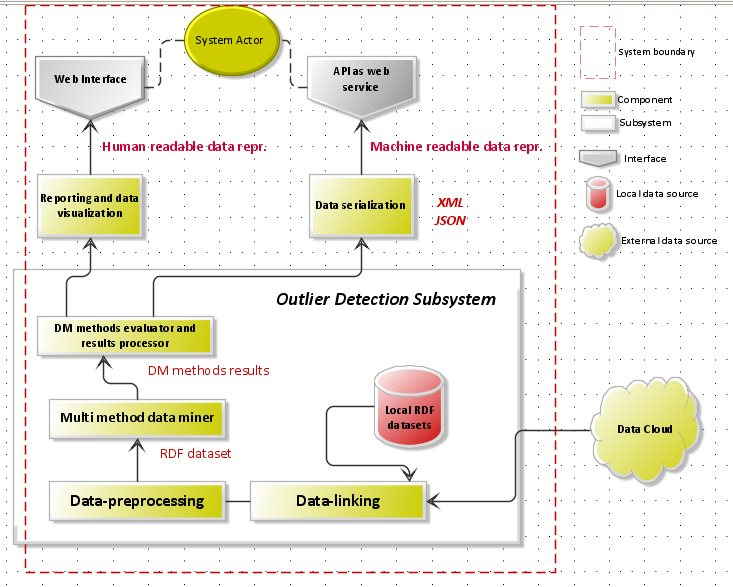 System Actor
Web Interface
API as web
service
Human readable data repr.
Machine readable data repr.
Reporting and data
visualization
Data serialization
XML
JSON
Outlier Detection Subsystem
DM methods evaluator and
results processor
DM methods results
Multi method data miner
Local RDF
datasets
RDF dataset
Data-preprocessing
Data-linking
Data Cloud
System boundary
Component
Subsystem
Interface
Local data source
External data source